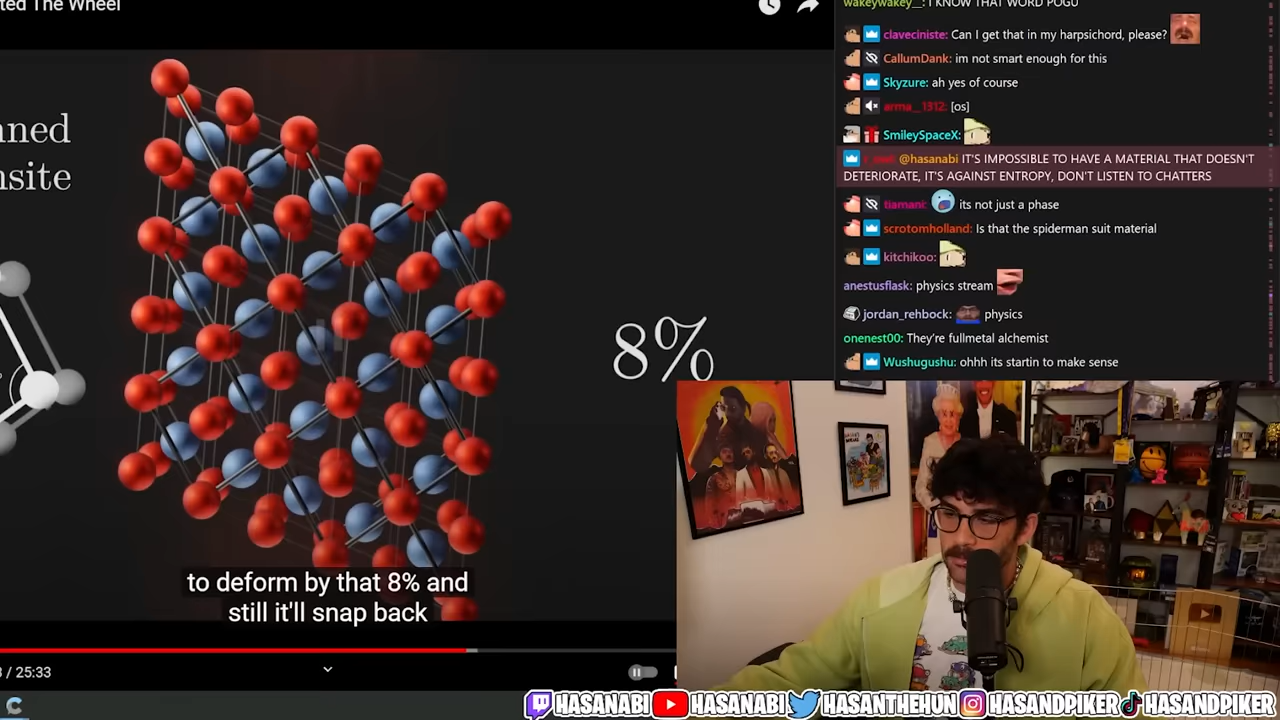 ted The Wheel
nned
nsite
8%
to deform by that 8% and
still it'll snap back
/ 25:33
wakeywakey__: I KNOW THAT WORD POGU
claveciniste: Can I get that in my harpsichord, please?
CallumDank: im not smart enough for this
Skyzure: ah yes of course
arma__1312: [os]
SmileySpaceX:
@hasanabi IT'S IMPOSSIBLE TO HAVE A MATERIAL THAT DOESN'T
DETERIORATE, IT'S AGAINST ENTROPY, DON'T LISTEN TO CHATTERS
tiamani: its not just a phase
scrotomholland: Is that the spiderman suit material
kitchikoo:
anestusflask: physics stream
jordan_rehbock: physics
onenest00: They're fullmetal alchemist
Wushugushu: ohhh its startin to make sense
HASANABI HASANABI HASANTHEHUN HASANDPIKER HASANDPIKER